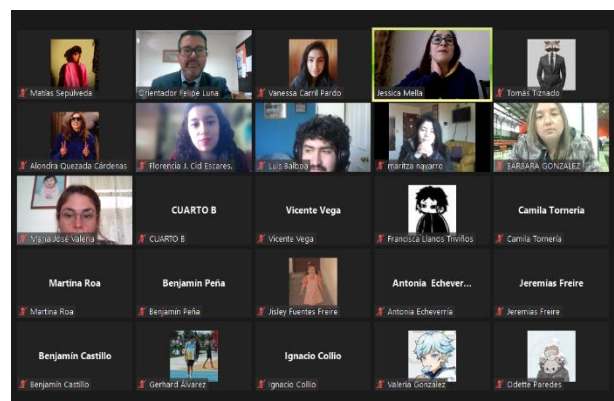 Matías Sepúlveda
Orientador Felipe Luna
Vanessa Carril Pardo
Jessica Mella
Tomás Tiznado
Alondra Quezada Cárdenas
Florencia J. Cid Escares.
Luis Balboa
maritza navarro
BARBARA GONZALEZ
María José Valeria
CUARTO B
CUARTO B
Vicente Vega
Vicente Vega
Francisca Llanos Triviños
Camila Tornería
Camila Tornería
Martina Roa
Martina Roa
Benjamín Peña
Benjamín Peña
Jisley Fuentes Freire
Antonia Echever...
Antonia Echeverría
Jeremias Freire
Jeremias Freire
Benjamín Castillo
Benjamín Castillo
Gerhard Álvarez
Ignacio Collio
Ignacio Collio
Valeria González
Odette Paredes